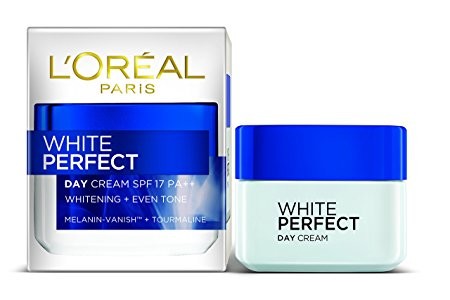 L'ORÉAL
PARIS
WHITE
PERFECT
DAY CREAM SPF 17 PA++
WHITENING + EVEN TONE
MELANIN-VANISH™ + TOURMALINE
WHITE
PERFECT
DAY CREAM